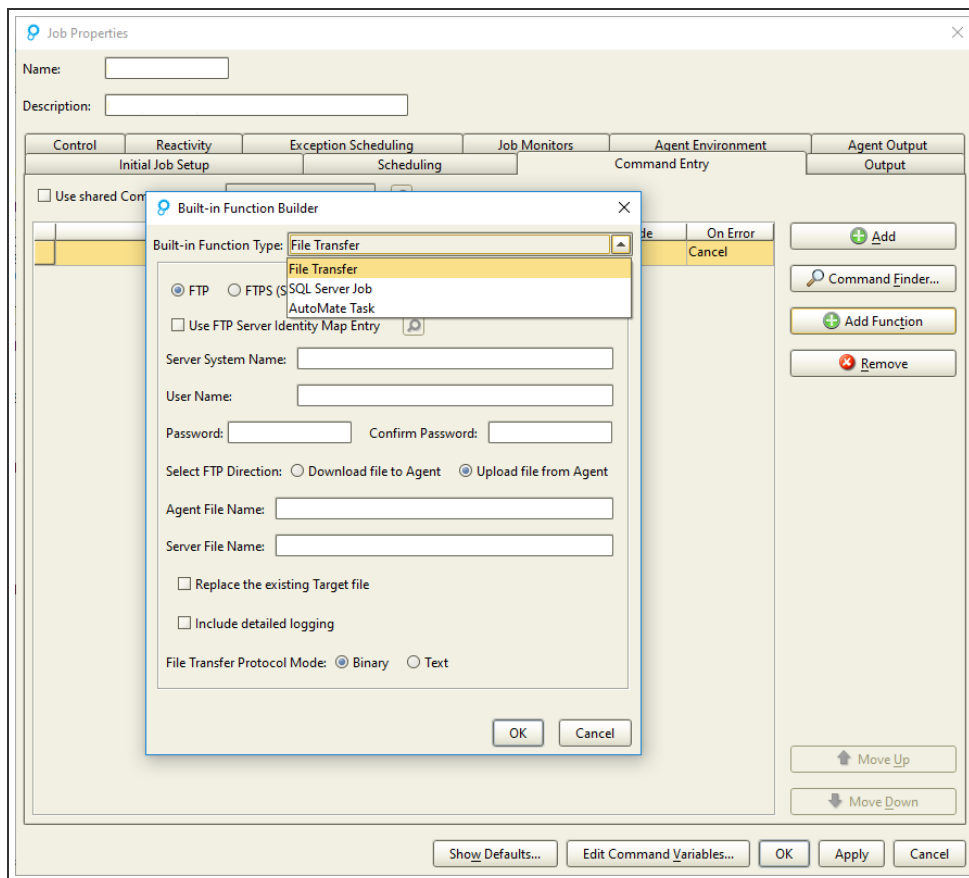 Job Properties
Name:
Description:
Control Reactivity Exception Scheduling Job Monitors Agent Environment Agent Output
Initial Job Setup Scheduling Command Entry Output
Use shared
Built-in Function Builder
Built-in Function Type: File Transfer
On Error
Cancel
File Transfer
SQL Server Job
AutoMate Task
FTP FTPS
Use FTP Server Identity Map Entry
Server System Name:
User Name:
Password: Confirm Password:
Select FTP Direction: Download file to Agent Upload file from Agent
Agent File Name:
Server File Name:
Replace the existing Target file
Include detailed logging
File Transfer Protocol Mode: Binary Text
OK Cancel
Add
Command Finder...
Add Function
Remove
Move Up
Move Down
Show Defaults... Edit Command Variables... OK Apply Cancel